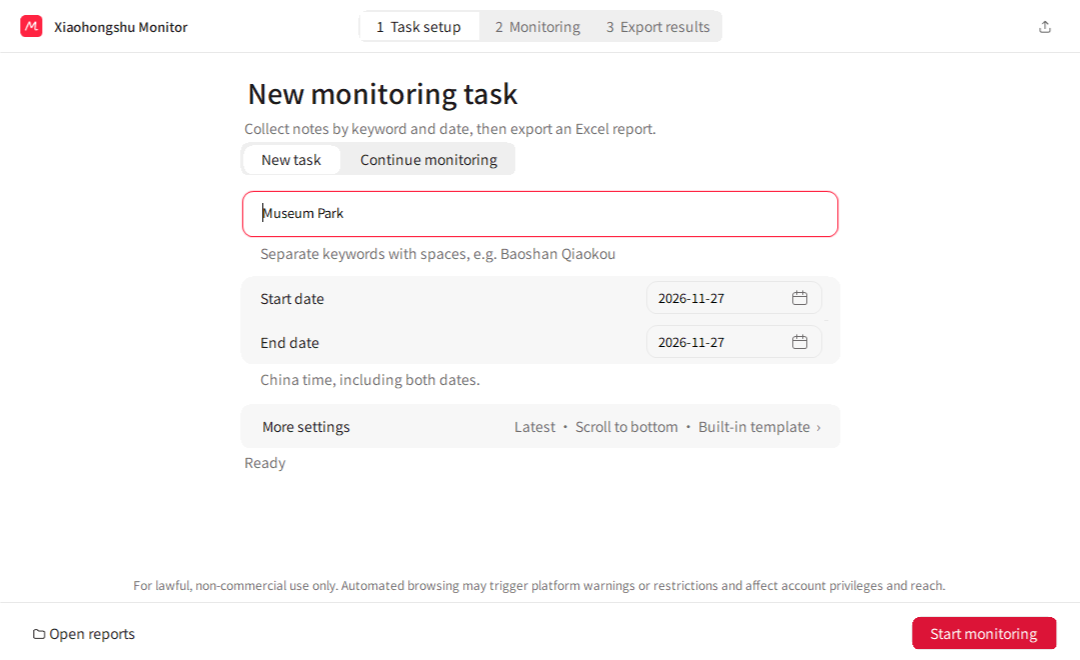 Xiaohongshu Monitor
1 Task setup
2 Monitoring
3 Export results
New monitoring task
Collect notes by keyword and date, then export an Excel report.
New task
Continue monitoring
Museum Park
Separate keywords with spaces, e.g. Baoshan Qiaokou
Start date
2026-11-27
End date
2026-11-27
China time, including both dates.
More settings
Latest • Scroll to bottom • Built-in template ›
Ready
For lawful, non-commercial use only. Automated browsing may trigger platform warnings or restrictions and affect account privileges and reach.
Open reports
Start monitoring